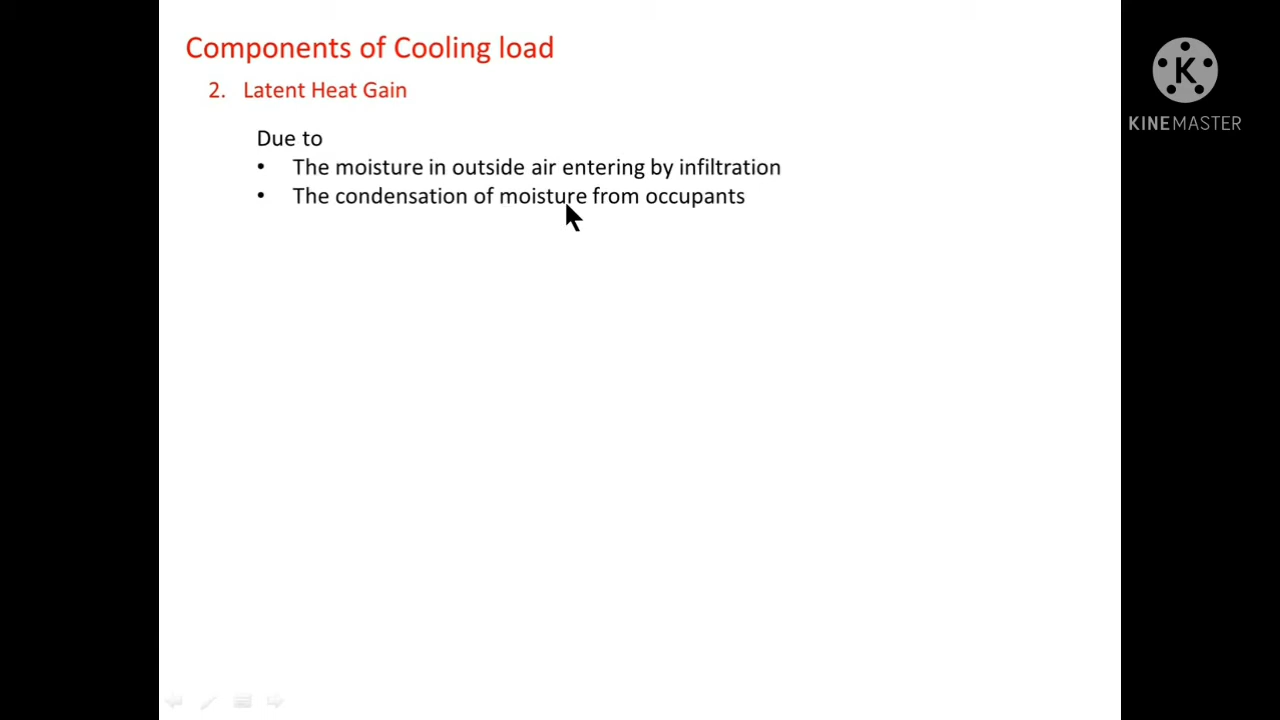 Components of Cooling load
2. Latent Heat Gain
Due to
• The moisture in outside air entering by infiltration
• The condensation of moisture from occupants
K
KINEMASTER